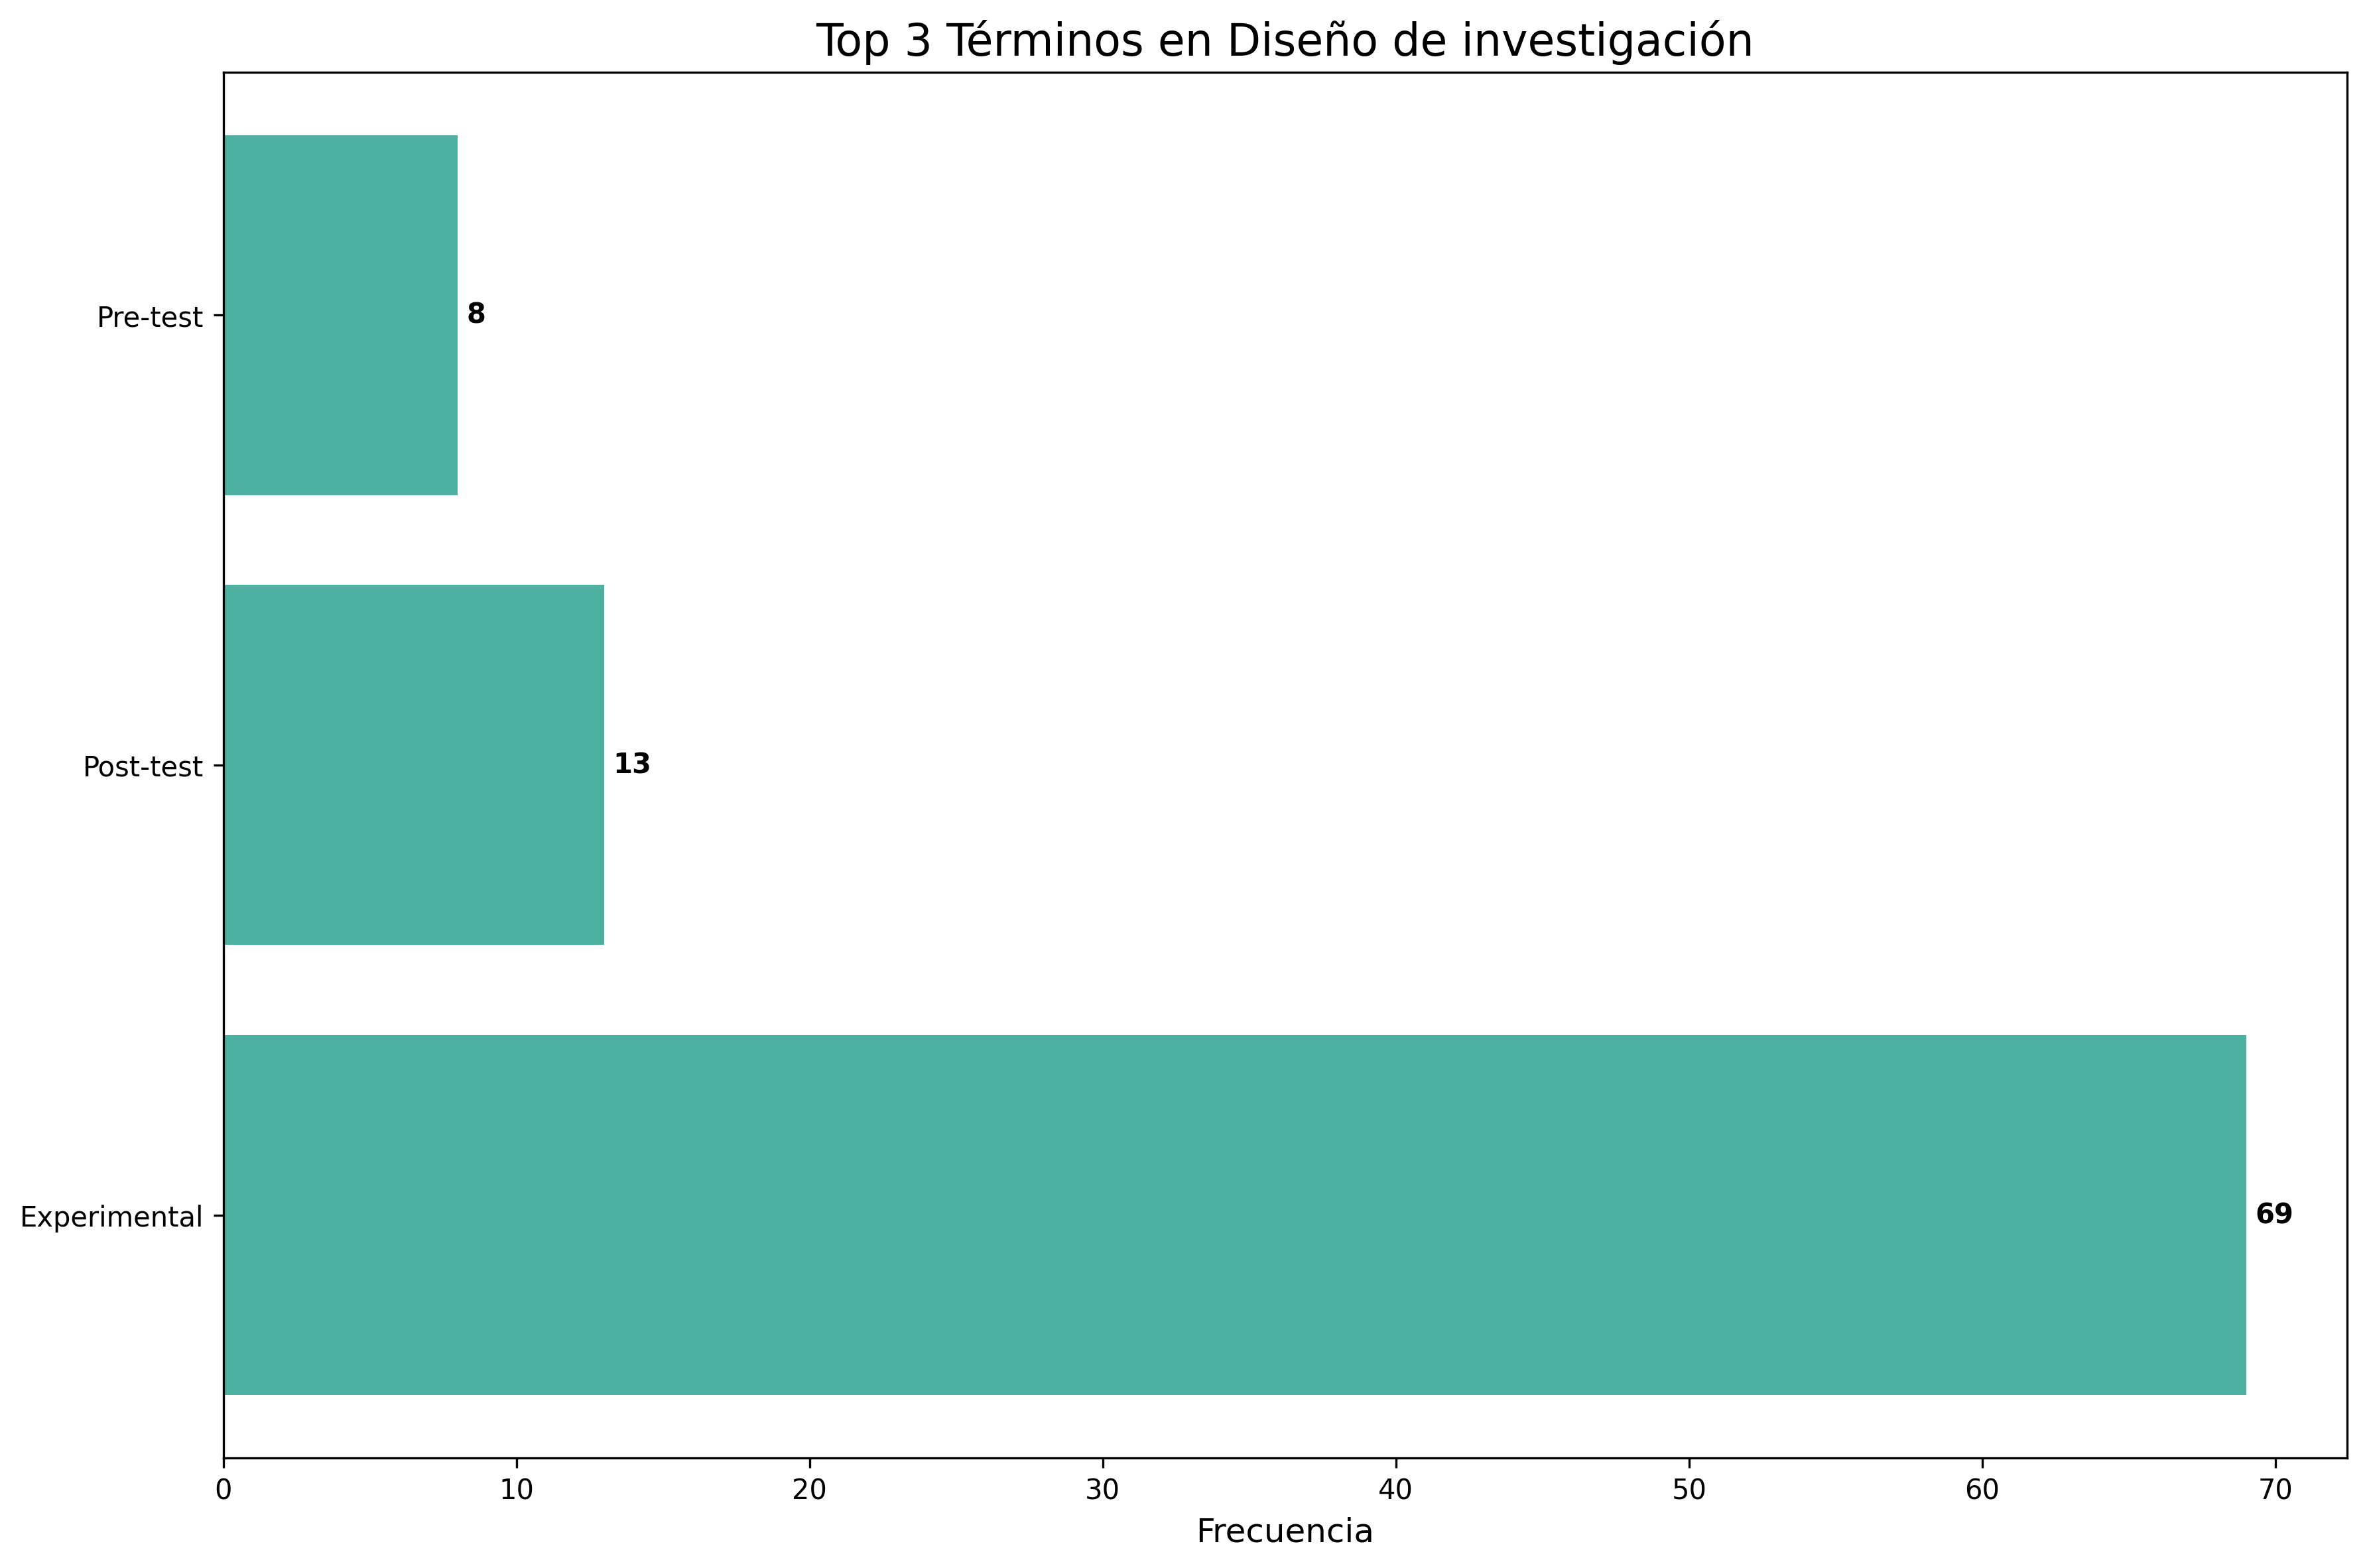 Top 3 Términos en Diseño de investigación
Pre-test
8
Post-test
13
Experimental
69
0 10 20 30 40 50 60 70
Frecuencia